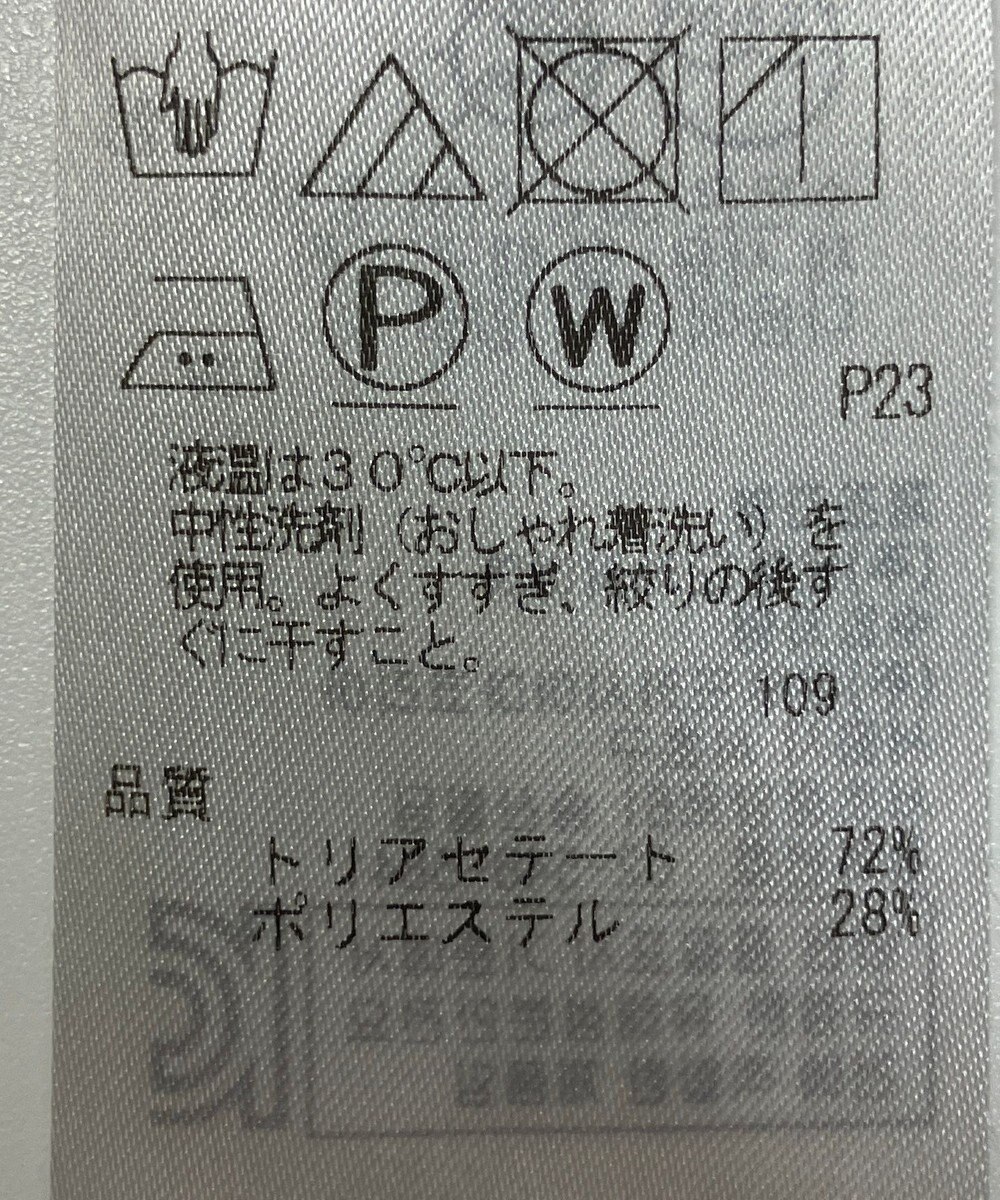 P W
P23
液温は30℃以下。
中性洗剤（おしゃれ着洗い）を
使用。よくすすぎ、絞りの後す
ぐに干すこと。
109
品質
トリアセテート 72%
ポリエステル 28%